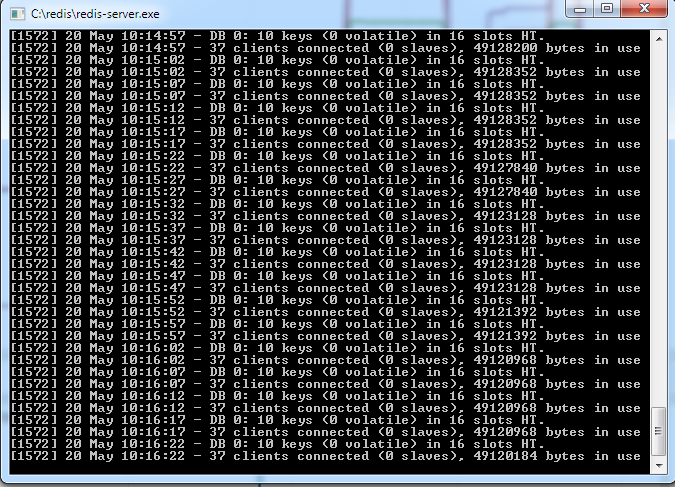 C:\redis\redis-server.exe
[1572] 20 May 10:14:57 - DB 0: 10 keys (0 volatile) in 16 slots HT.
[1572] 20 May 10:14:57 - 37 clients connected (0 slaves), 49128200 bytes in use
[1572] 20 May 10:15:02 - DB 0: 10 keys (0 volatile) in 16 slots HT.
[1572] 20 May 10:15:02 - 37 clients connected (0 slaves), 49128352 bytes in use
[1572] 20 May 10:15:07 - DB 0: 10 keys (0 volatile) in 16 slots HT.
[1572] 20 May 10:15:07 - 37 clients connected (0 slaves), 49128352 bytes in use
[1572] 20 May 10:15:12 - DB 0: 10 keys (0 volatile) in 16 slots HT.
[1572] 20 May 10:15:12 - 37 clients connected (0 slaves), 49128352 bytes in use
[1572] 20 May 10:15:17 - DB 0: 10 keys (0 volatile) in 16 slots HT.
[1572] 20 May 10:15:17 - 37 clients connected (0 slaves), 49128352 bytes in use
[1572] 20 May 10:15:22 - DB 0: 10 keys (0 volatile) in 16 slots HT.
[1572] 20 May 10:15:22 - 37 clients connected (0 slaves), 49127840 bytes in use
[1572] 20 May 10:15:27 - DB 0: 10 keys (0 volatile) in 16 slots HT.
[1572] 20 May 10:15:27 - 37 clients connected (0 slaves), 49127840 bytes in use
[1572] 20 May 10:15:32 - DB 0: 10 keys (0 volatile) in 16 slots HT.
[1572] 20 May 10:15:32 - 37 clients connected (0 slaves), 49123128 bytes in use
[1572] 20 May 10:15:37 - DB 0: 10 keys (0 volatile) in 16 slots HT.
[1572] 20 May 10:15:37 - 37 clients connected (0 slaves), 49123128 bytes in use
[1572] 20 May 10:15:42 - DB 0: 10 keys (0 volatile) in 16 slots HT.
[1572] 20 May 10:15:42 - 37 clients connected (0 slaves), 49123128 bytes in use
[1572] 20 May 10:15:47 - DB 0: 10 keys (0 volatile) in 16 slots HT.
[1572] 20 May 10:15:47 - 37 clients connected (0 slaves), 49123128 bytes in use
[1572] 20 May 10:15:52 - DB 0: 10 keys (0 volatile) in 16 slots HT.
[1572] 20 May 10:15:52 - 37 clients connected (0 slaves), 49121392 bytes in use
[1572] 20 May 10:15:57 - DB 0: 10 keys (0 volatile) in 16 slots HT.
[1572] 20 May 10:15:57 - 37 clients connected (0 slaves), 49121392 bytes in use
[1572] 20 May 10:16:02 - DB 0: 10 keys (0 volatile) in 16 slots HT.
[1572] 20 May 10:16:02 - 37 clients connected (0 slaves), 49120968 bytes in use
[1572] 20 May 10:16:07 - DB 0: 10 keys (0 volatile) in 16 slots HT.
[1572] 20 May 10:16:07 - 37 clients connected (0 slaves), 49120968 bytes in use
[1572] 20 May 10:16:12 - DB 0: 10 keys (0 volatile) in 16 slots HT.
[1572] 20 May 10:16:12 - 37 clients connected (0 slaves), 49120968 bytes in use
[1572] 20 May 10:16:17 - DB 0: 10 keys (0 volatile) in 16 slots HT.
[1572] 20 May 10:16:17 - 37 clients connected (0 slaves), 49120968 bytes in use
[1572] 20 May 10:16:22 - DB 0: 10 keys (0 volatile) in 16 slots HT.
[1572] 20 May 10:16:22 - 37 clients connected (0 slaves), 49120184 bytes in use